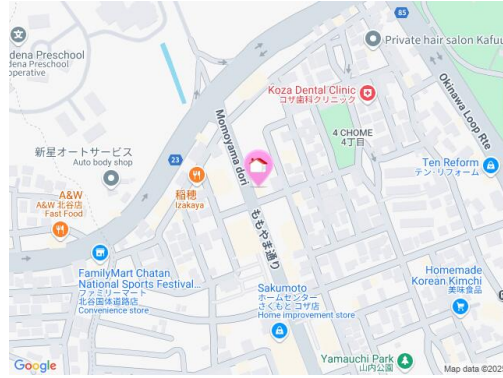 85
Private hair salon Kafuu
dena Preschool
dena Preschool
operative
Koza Dental Clinic
コザ歯科クリニック
Momoyama dori
Okinawa Loop Rte
4 CHOME
4丁目
新星オートサービス
Auto body shop
23
Ten Reform
テン・リフォーム
稲穂
Izakaya
A&W
A&W 北谷店
Fast Food
ももやま通り
FamilyMart Chatan
National Sports Festival...
ファミリーマート
北谷国体道路店
Convenience store
Sakumoto
ホームセンター
さくもと コザ店
Home improvement store
Homemade
Korean Kimchi
美味食品
Yamauchi Park
山内公園
Google
Map data ©202